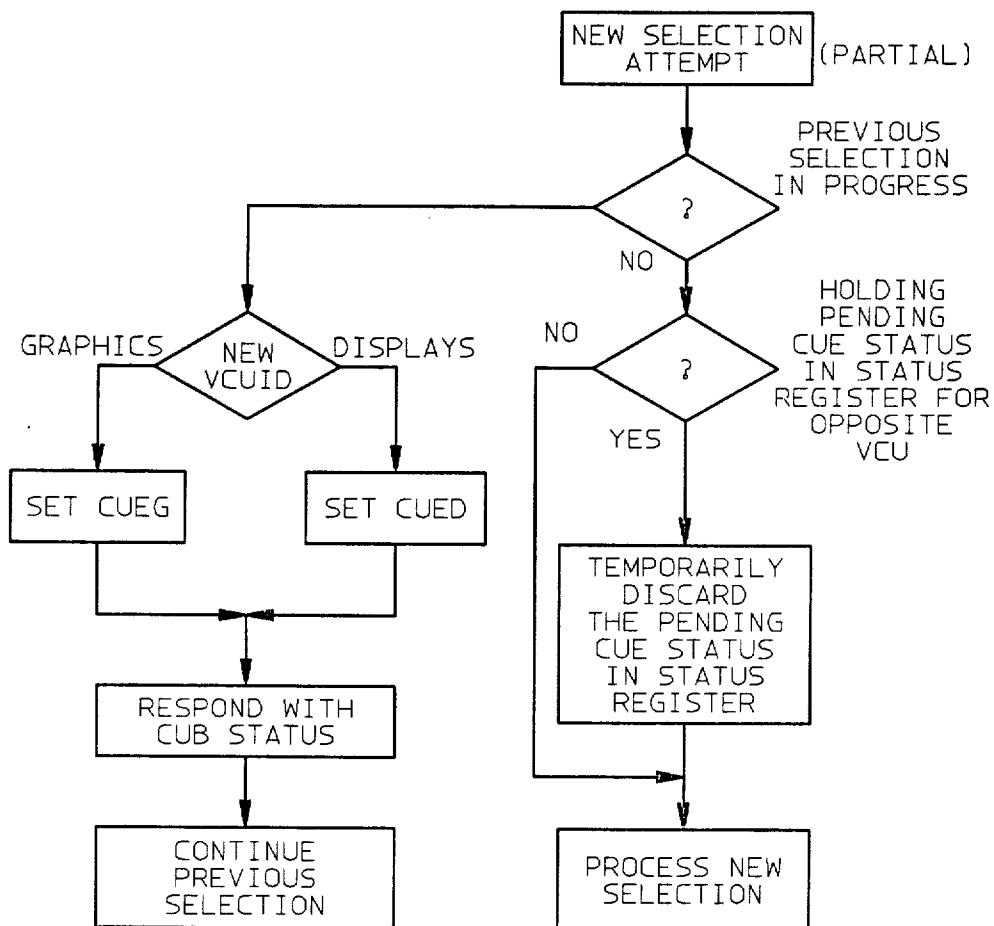 NEW SELECTION
ATTEMPT
(PARTIAL)
PREVIOUS
SELECTION
IN PROGRESS
?
NO
HOLDING
PENDING
CUE STATUS
IN STATUS
REGISTER FOR
OPPOSITE
VCU
NO
?
YES
GRAPHICS
NEW
VCUID
DISPLAYS
SET CUEG
SET CUED
TEMPORARILY
DISCARD
THE PENDING
CUE STATUS
IN STATUS
REGISTER
RESPOND WITH
CUB STATUS
CONTINUE
PREVIOUS
SELECTION
PROCESS NEW
SELECTION